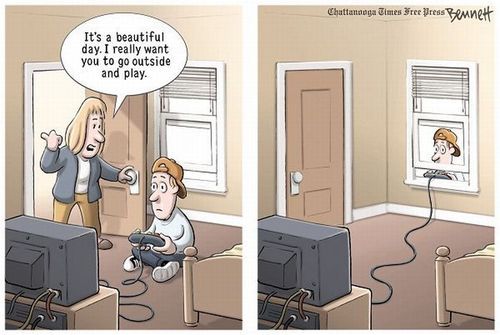 It's a beautiful
day. I really want
you to go outside
and play.
Chattanooga Times Free Press Bennett